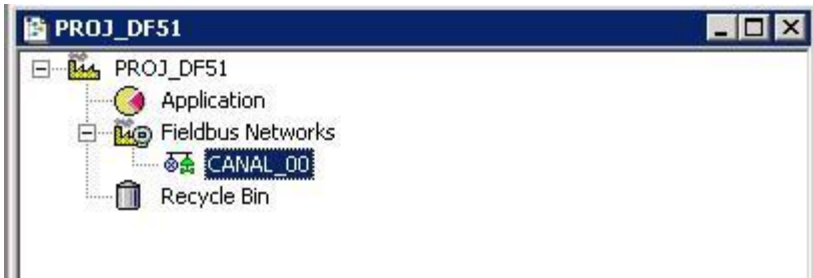 PROJ_DF51
PROJ_DF51
Application
Fieldbus Networks
CANAL_00
Recycle Bin